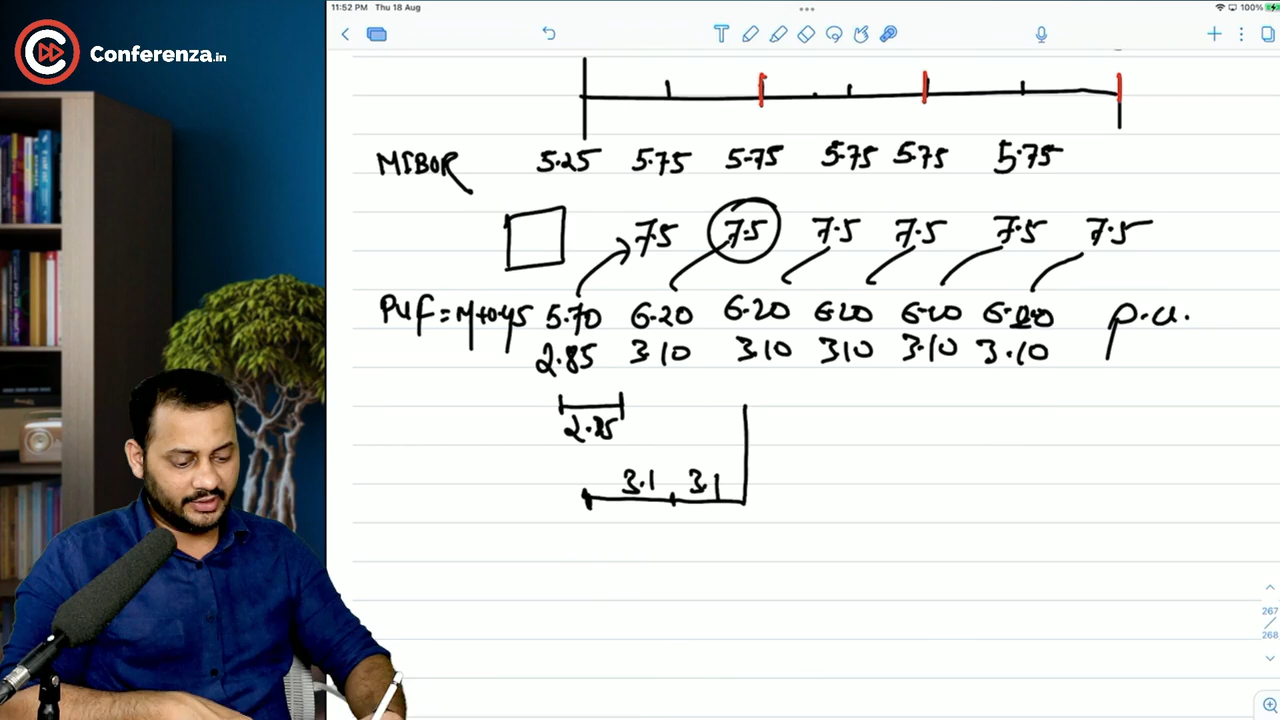 11:52 PM Thu 18 Aug
100%
Conferenza.in
MIBOR 5.25 5.75 5.75 5.75 5.75 5.75
7.5 7.5 7.5 7.5 7.5 7.5
= M+0.45 5.70 6.20 6.20 6.20 6.20 6.20 p.a.
2.85 3.10 3.10 3.10 3.10 3.10
2.85
3.1 3.1
267
268